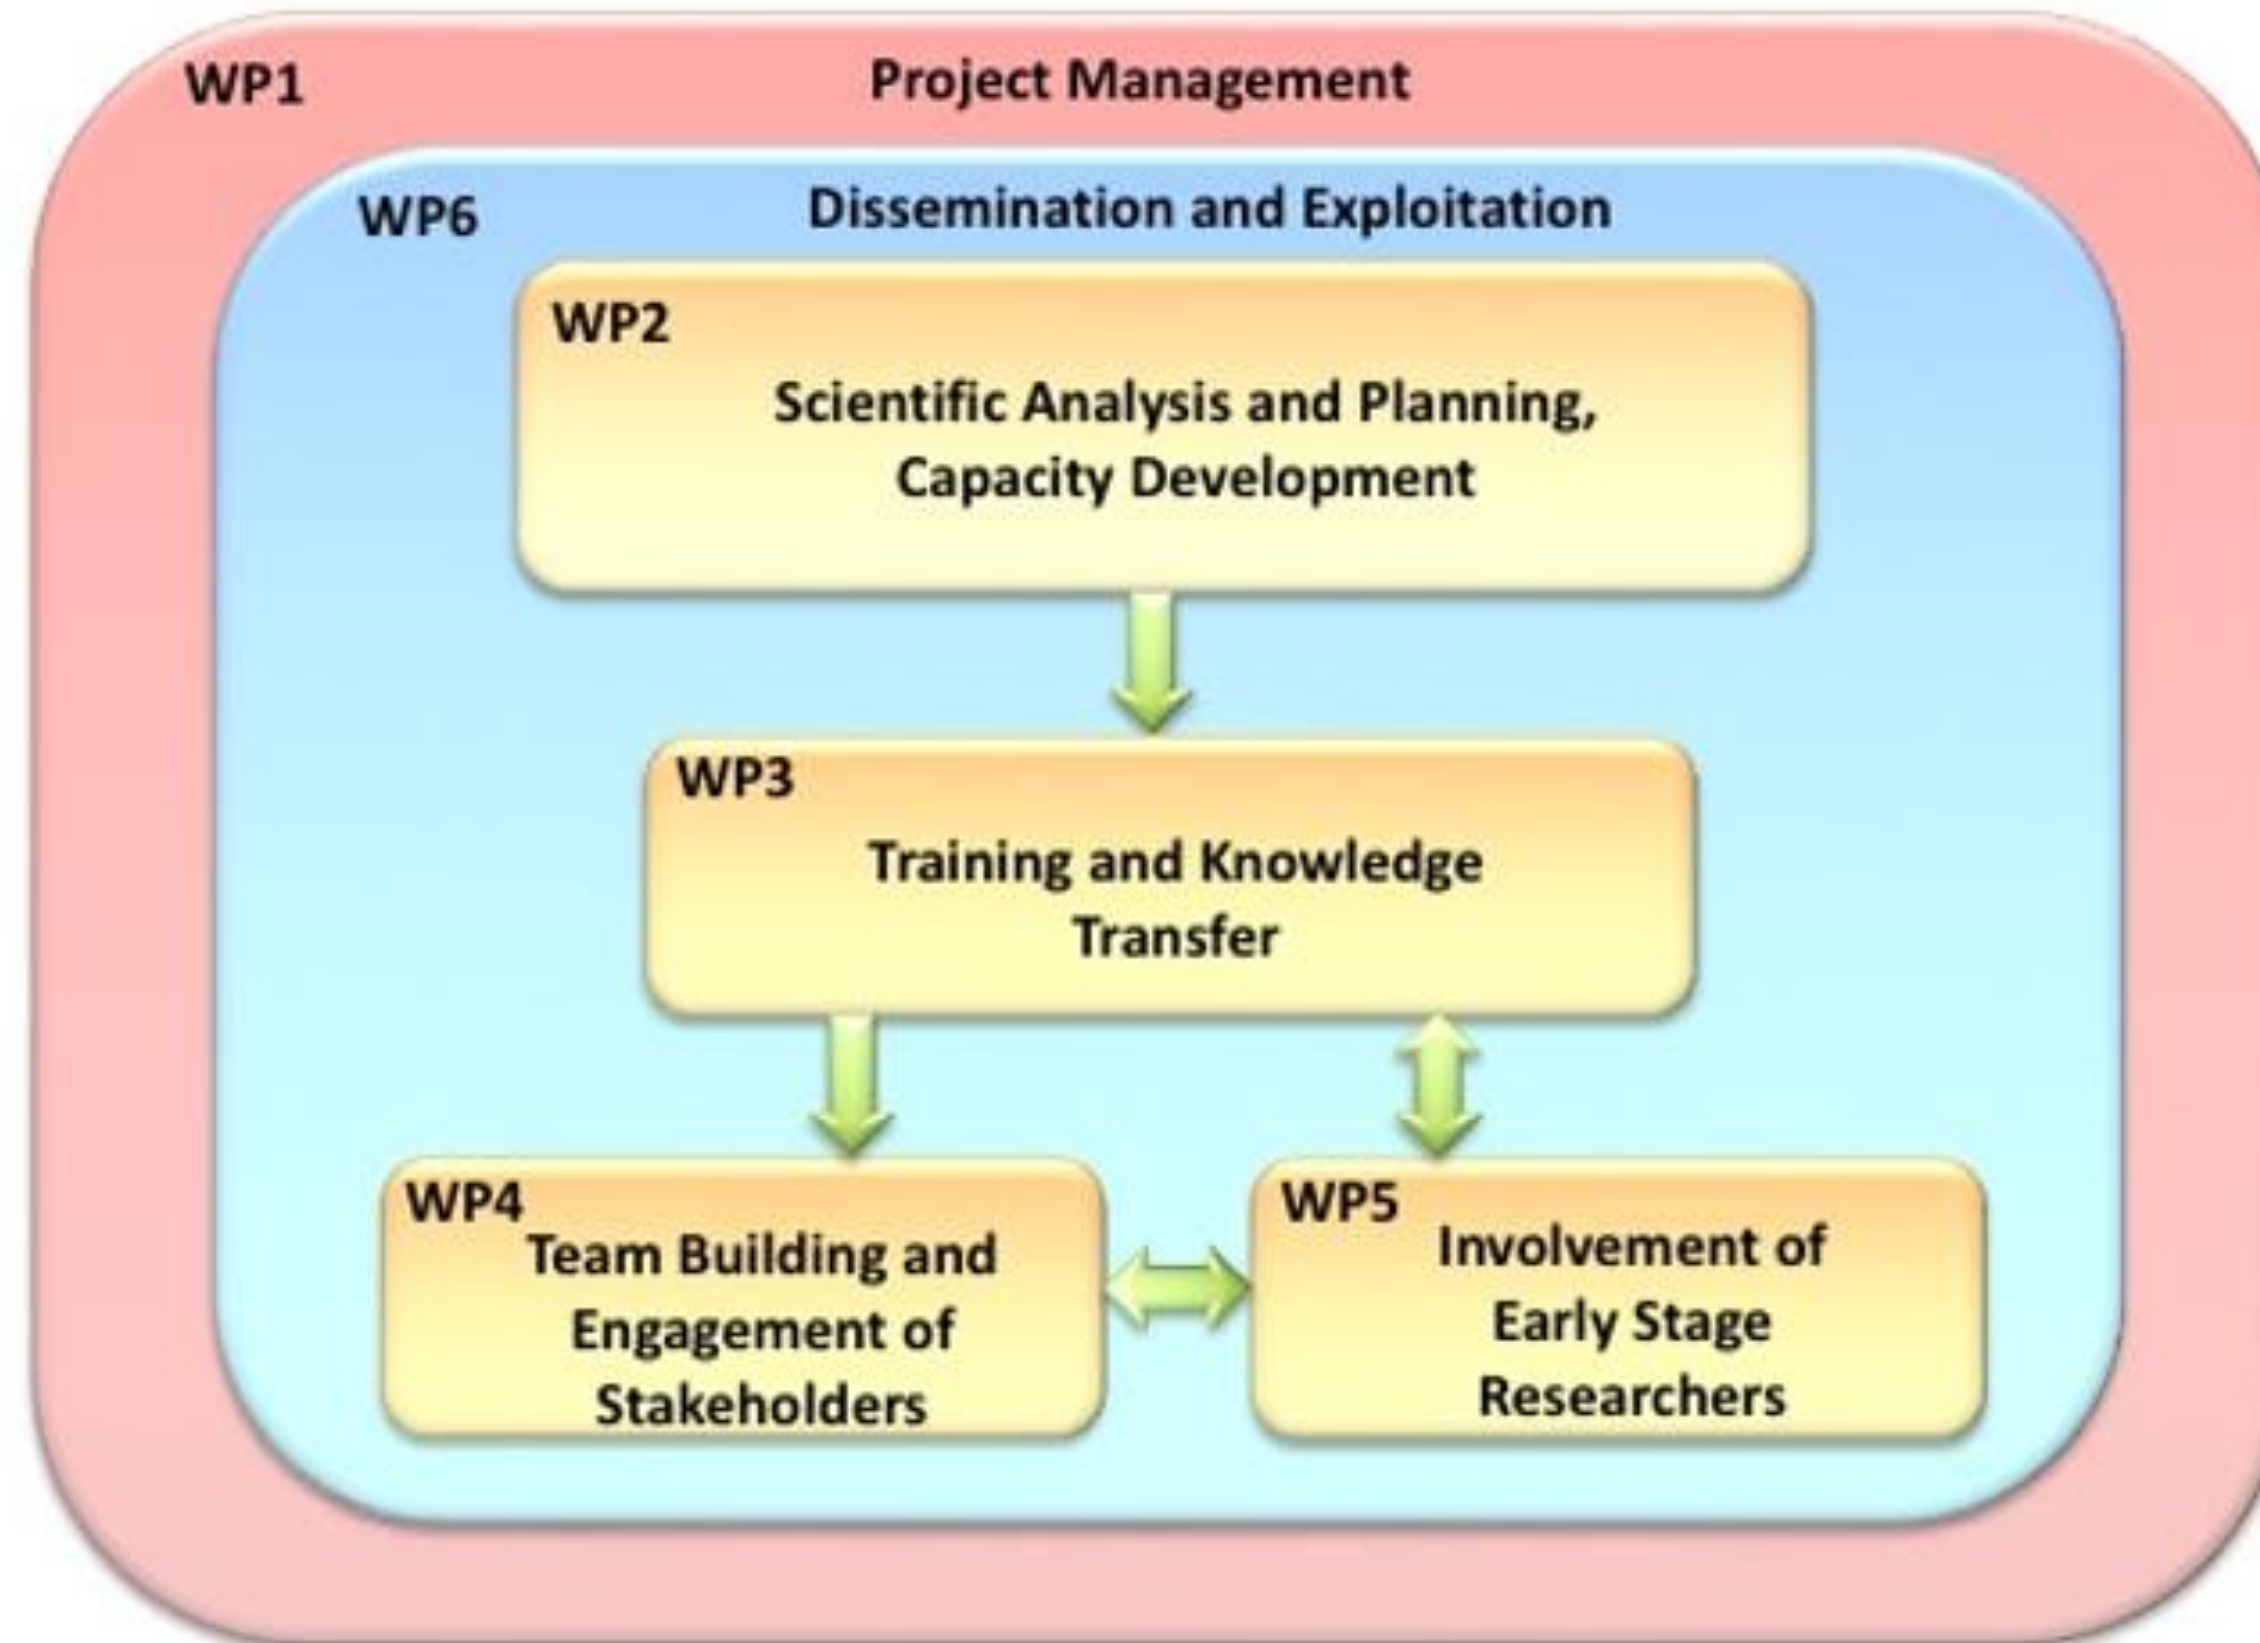 WP1
Project Management
WP6
Dissemination and Exploitation
WP2
Scientific Analysis and Planning,
Capacity Development
WP3
Training and Knowledge
Transfer
WP4
Team Building and
Engagement of
Stakeholders
WP5
Involvement of
Early Stage
Researchers